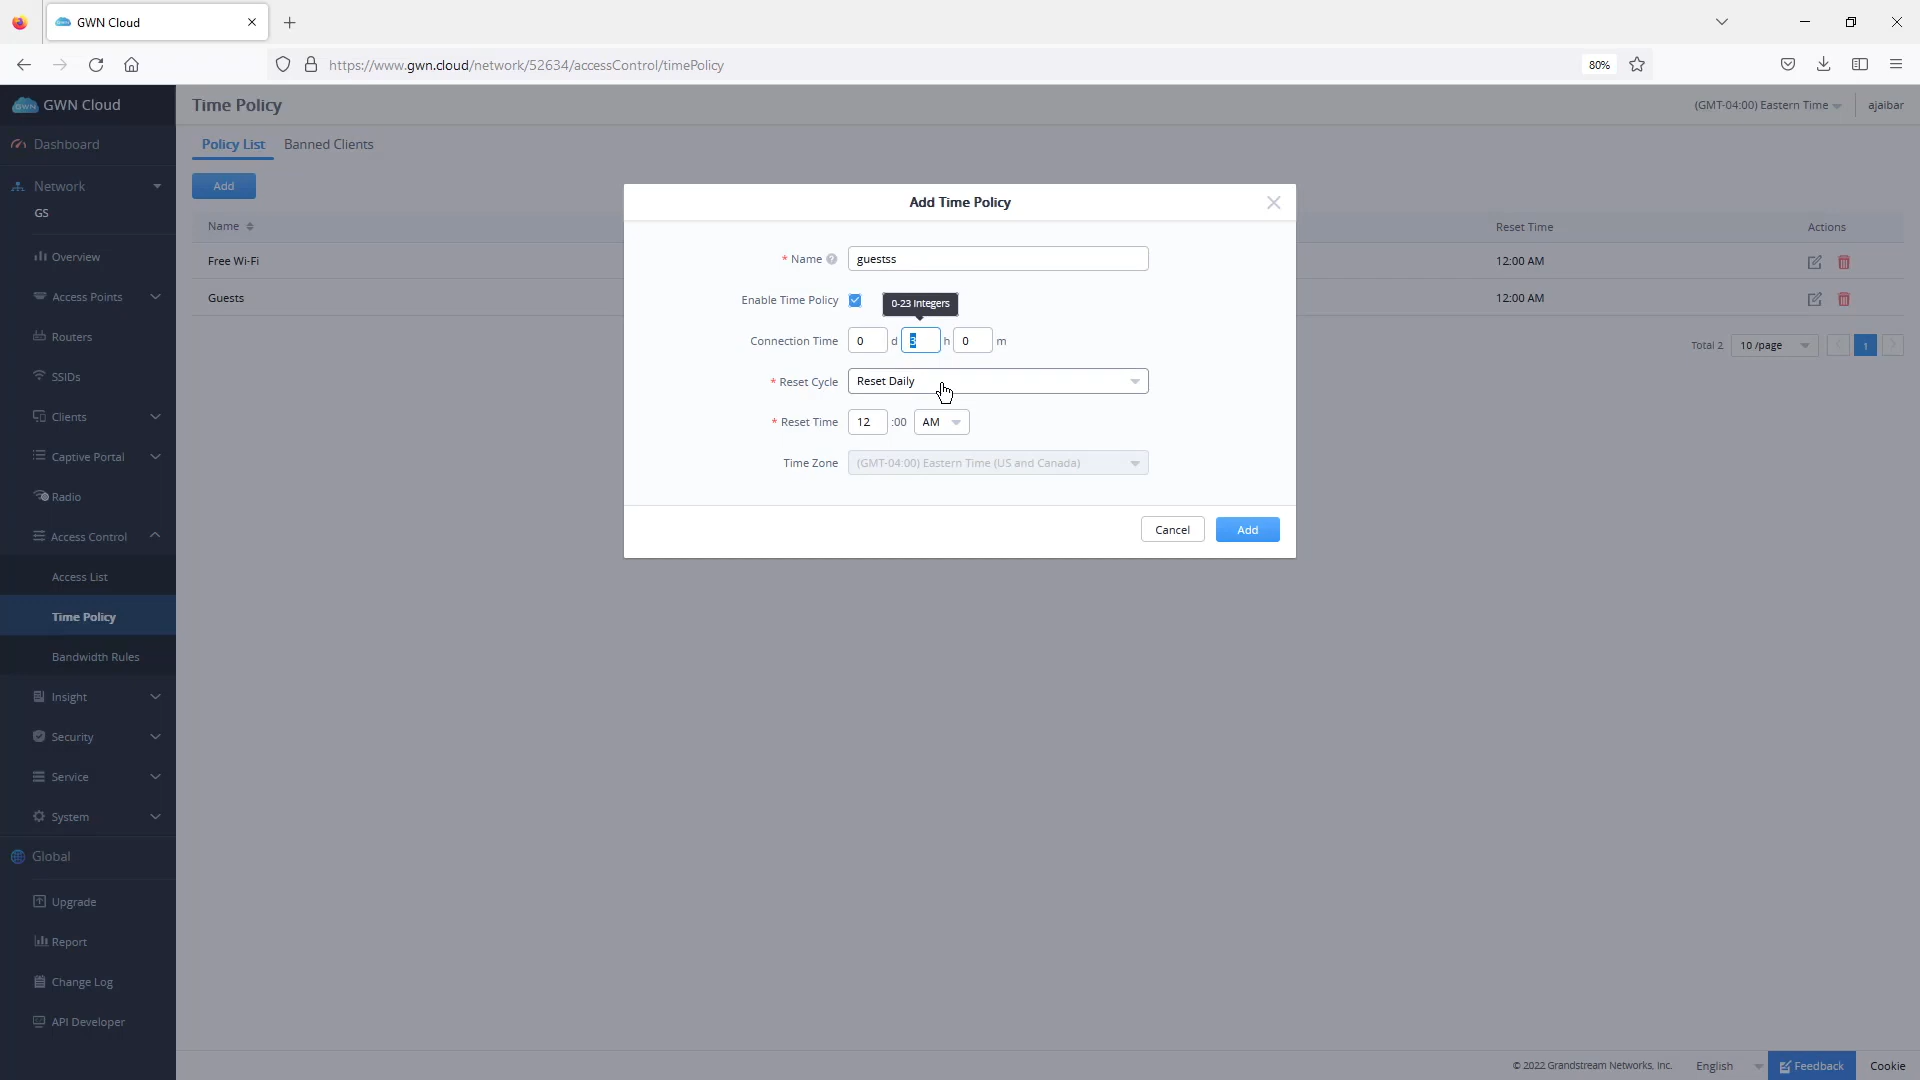 GWN Cloud
https://www.gwn.cloud/network/52634/accessControl/timePolicy
80%
GWN Cloud
Time Policy
(GMT-04:00) Eastern Time
ajaibar
Dashboard
Network
GS
Overview
Access Points
Routers
SSIDs
Clients
Captive Portal
Radio
Access Control
Access List
Time Policy
Bandwidth Rules
Insight
Security
Service
System
Global
Upgrade
Report
Change Log
API Developer
Policy List
Banned Clients
Add
Name
Reset Time
Actions
Free Wi-Fi
12:00 AM
Guests
12:00 AM
Total 2
10 /page
1
Add Time Policy
* Name
guestss
Enable Time Policy
0-23 Integers
Connection Time 0 d 3 h 0 m
* Reset Cycle
Reset Daily
* Reset Time 12 :00 AM
Time Zone
(GMT-04:00) Eastern Time (US and Canada)
Cancel
Add
© 2022 Grandstream Networks, Inc.
English
Feedback
Cookie